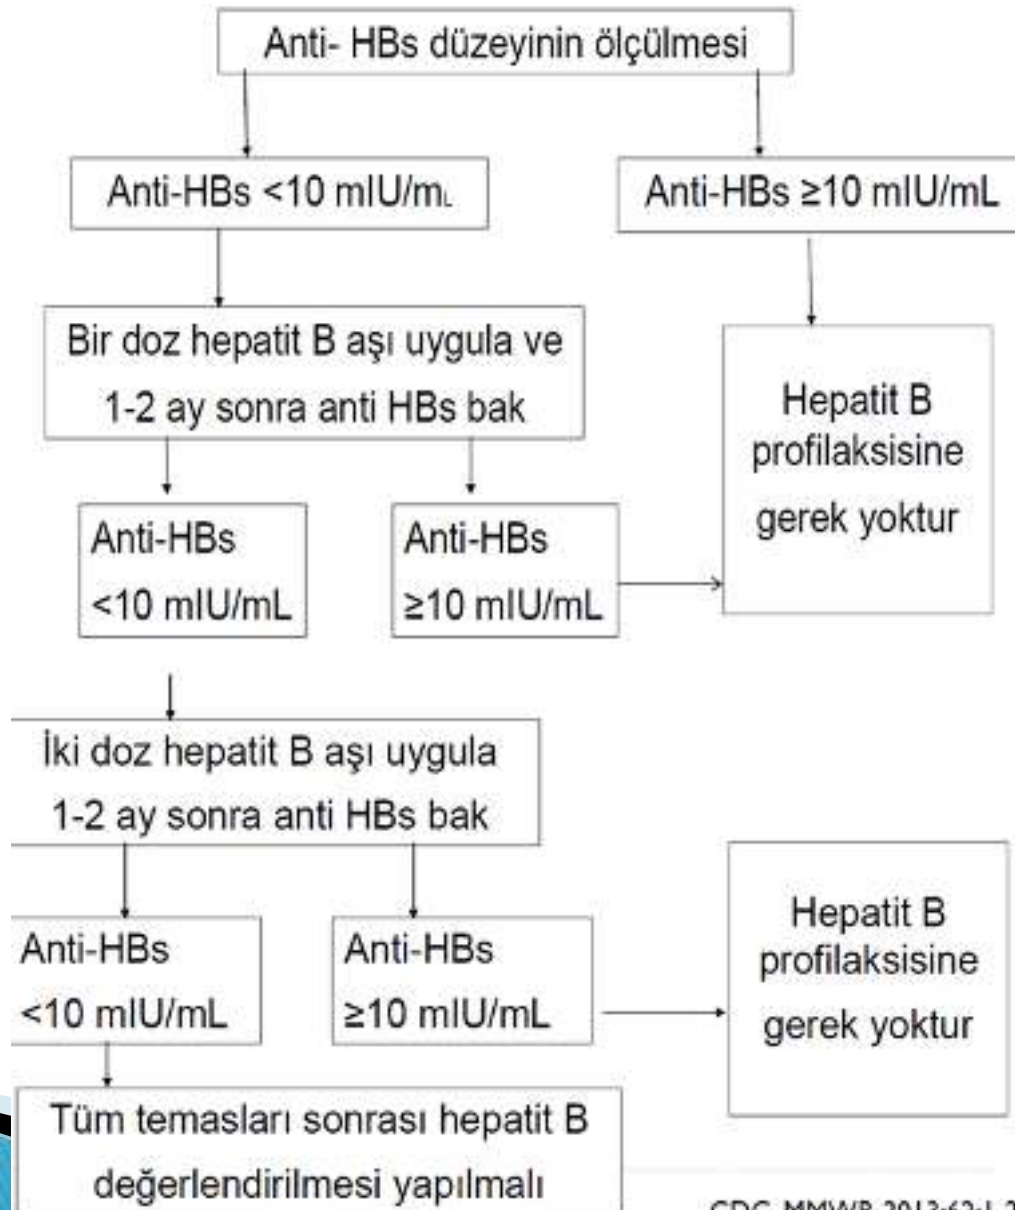 Anti- HBs düzeyinin ölçülmesi
Anti-HBs <10 mIU/mL
Anti-HBs ≥10 mIU/mL
Bir doz hepatit B aşı uygula ve
1-2 ay sonra anti HBs bak
Hepatit B
profilaksisine
gerek yoktur
Anti-HBs
<10 mIU/mL
Anti-HBs
≥10 mIU/mL
İki doz hepatit B aşı uygula
1-2 ay sonra anti HBs bak
Anti-HBs
<10 mIU/mL
Anti-HBs
≥10 mIU/mL
Hepatit B
profilaksisine
gerek yoktur
Tüm temasları sonrası hepatit B
değerlendirilmesi yapılmalı